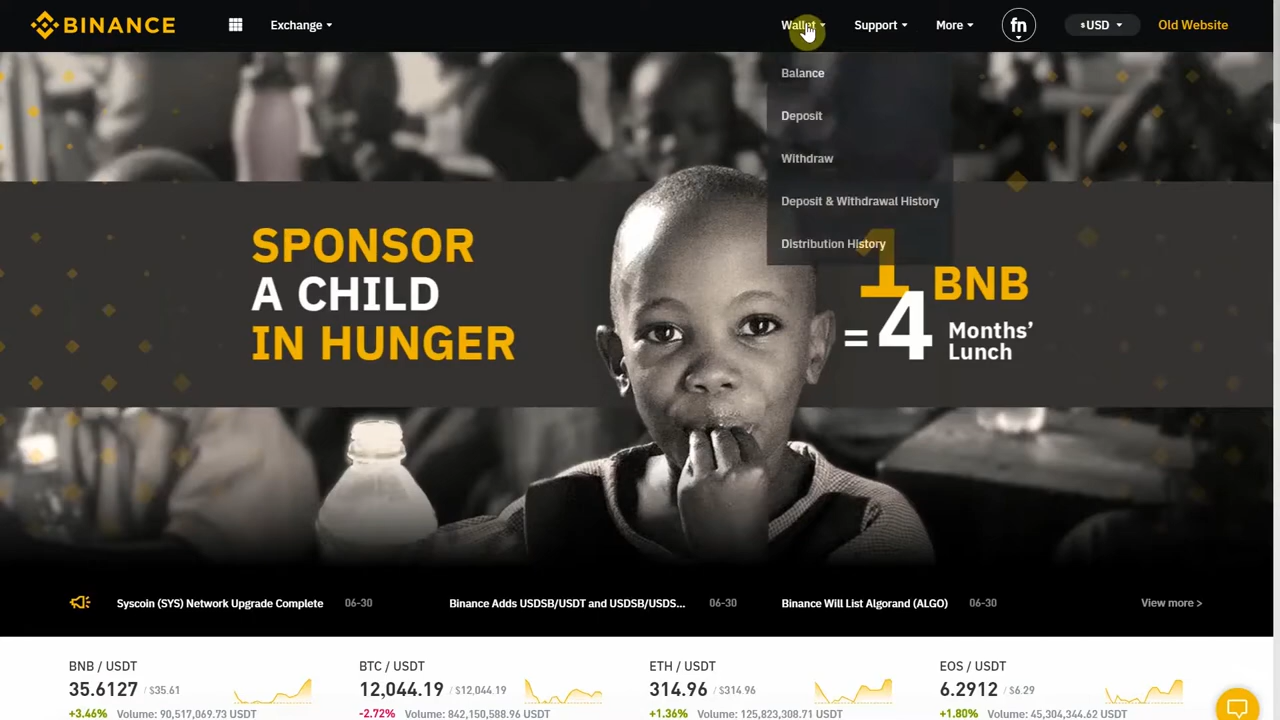 BINANCE
Exchange
Wallet
Support
More
fn
$USD
Old Website
Balance
Deposit
Withdraw
Deposit & Withdrawal History
Distribution History
SPONSOR
A CHILD
IN HUNGER
1 BNB
= 4 Months'
Lunch
Syscoin (SYS) Network Upgrade Complete 06-30
Binance Adds USDSB/USDT and USDSB/USDS... 06-30
Binance Will List Algorand (ALGO) 06-30
View more >
BNB / USDT
35.6127 / $35.61
+3.46% Volume: 90,517,069.73 USDT
BTC / USDT
12,044.19 / $12,044.19
-2.72% Volume: 842,150,588.96 USDT
ETH / USDT
314.96 / $314.96
+1.36% Volume: 125,823,308.71 USDT
EOS / USDT
6.2912 / $6.29
+1.80% Volume: 45,304,344.62 USDT